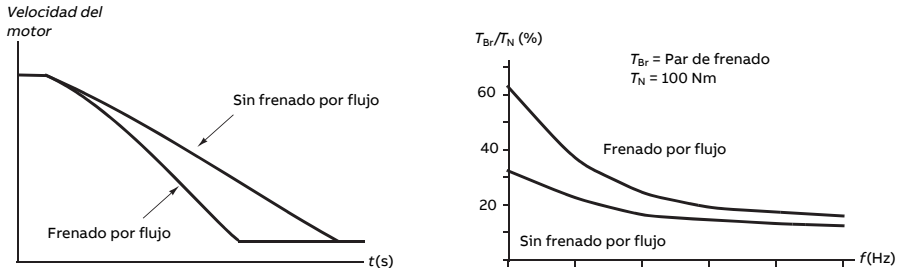 Velocidad del
motor
Sin frenado por flujo
Frenado por flujo
t(s)
T_Br/T_N (%)
T_Br = Par de frenado
T_N = 100 Nm
60
40
20
Frenado por flujo
Sin frenado por flujo
f(Hz)